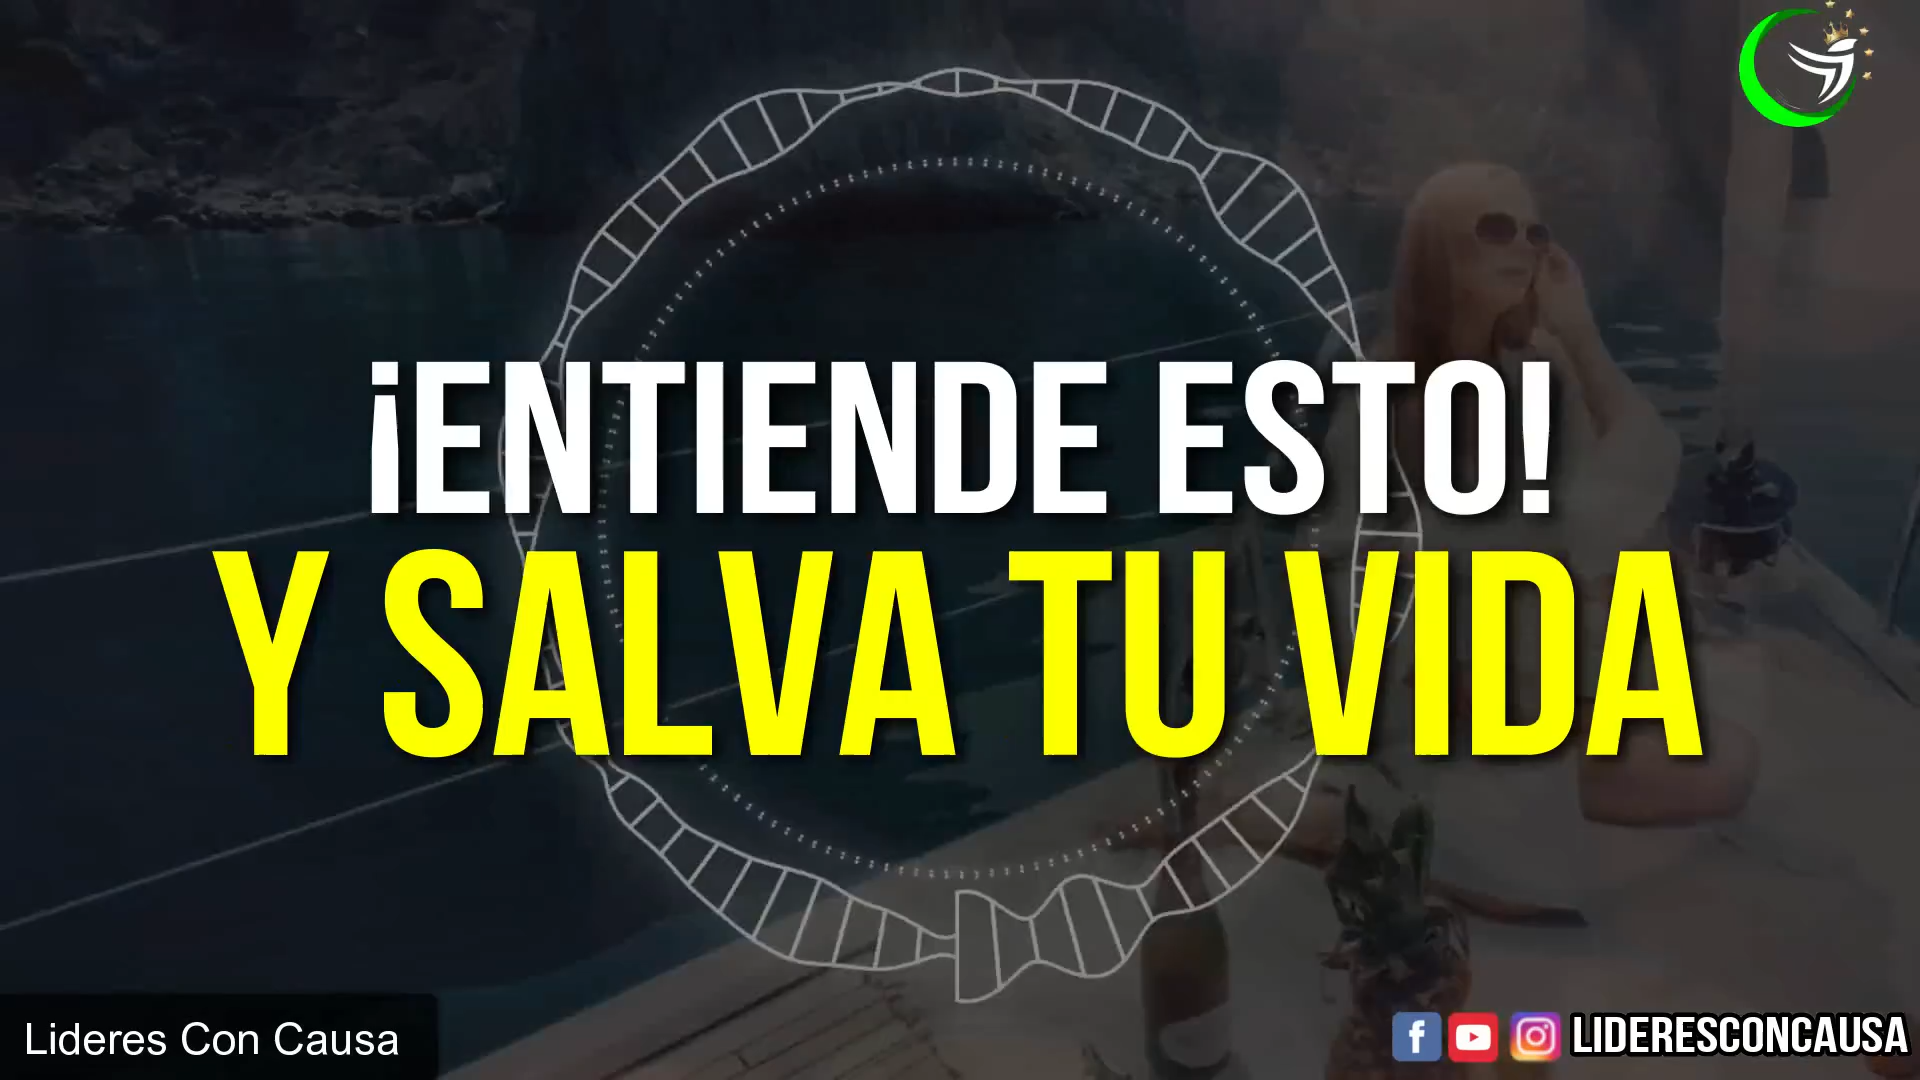 ¡ENTIENDE ESTO!
Y SALVA TU VIDA
Lideres Con Causa
LIDERESCONCAUSA